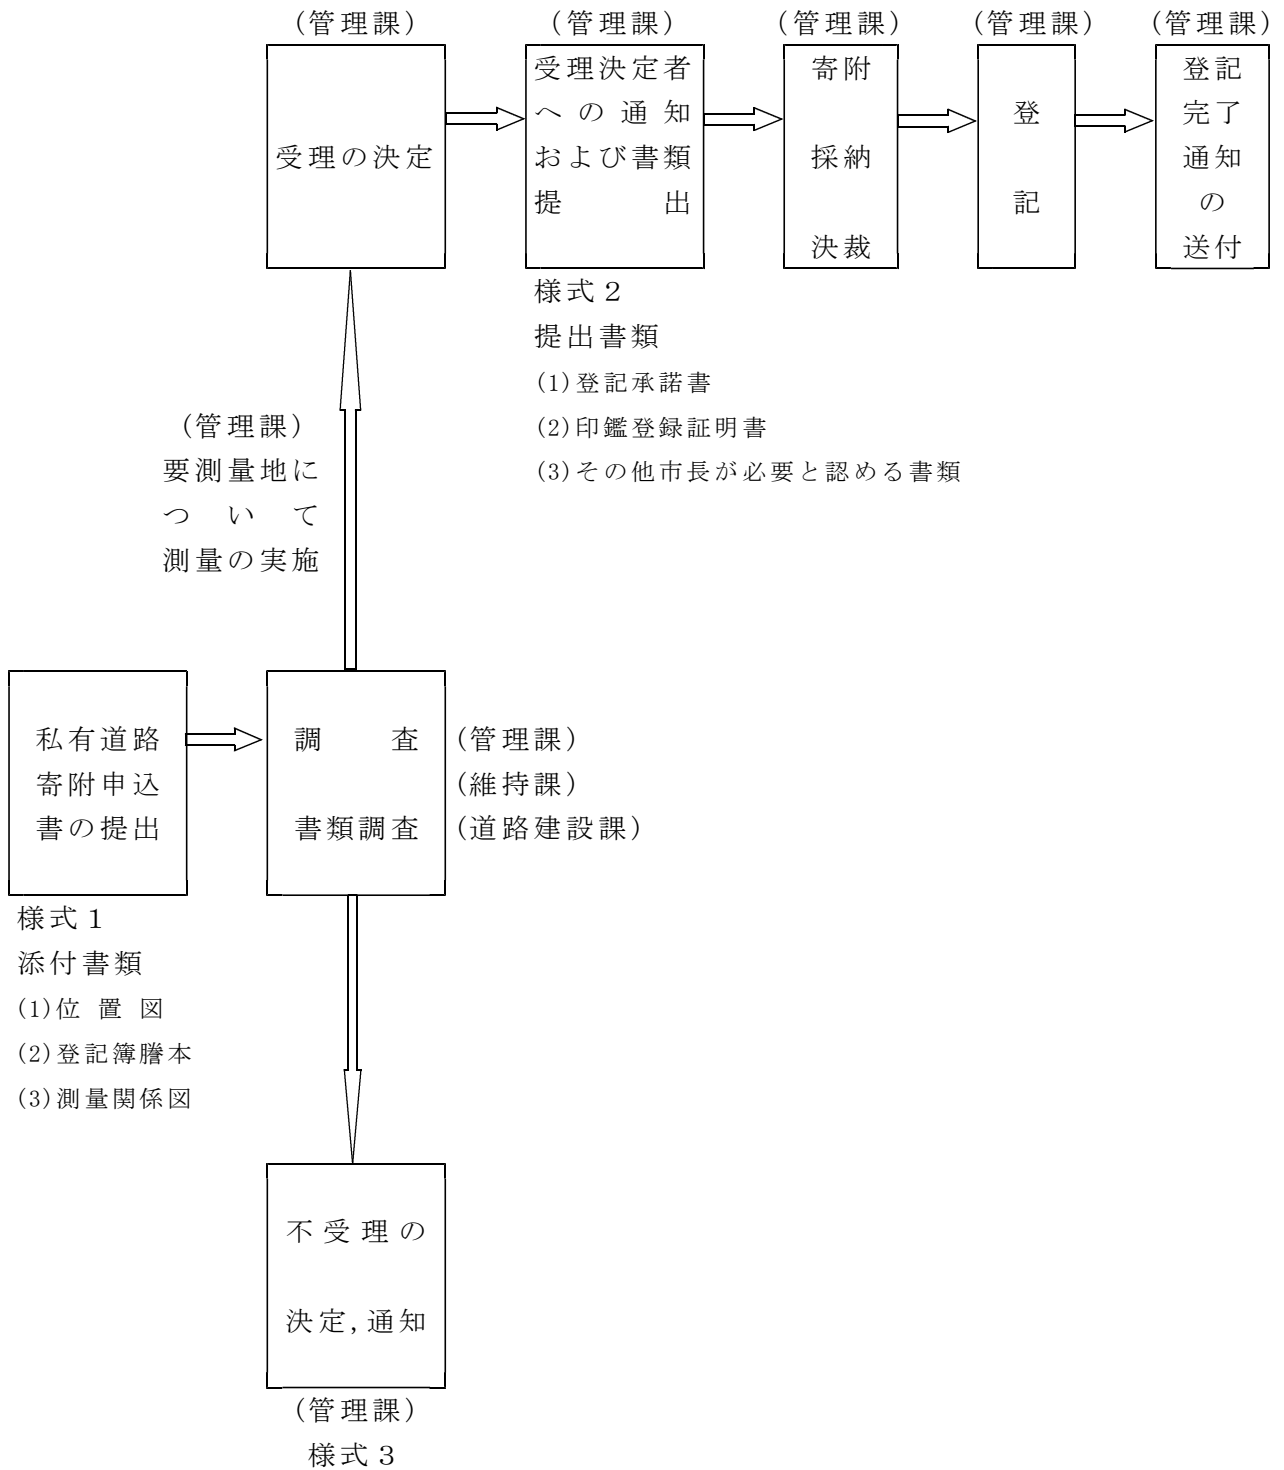 (管理課)
受理の決定
(管理課)
受理決定者
への通知
および書類
提出
様式２
提出書類
(1)登記承諾書
(2)印鑑登録証明書
(3)その他市長が必要と認める書類
(管理課)
寄附
採納
決裁
(管理課)
登
記
(管理課)
登記
完了
通知
の
送付
(管理課)
要測量地に
ついて
測量の実施
私有道路
寄附申込
書の提出
様式１
添付書類
(1)位置図
(2)登記簿謄本
(3)測量関係図
調査
書類調査
(管理課)
(維持課)
(道路建設課)
不受理の
決定,通知
(管理課)
様式３